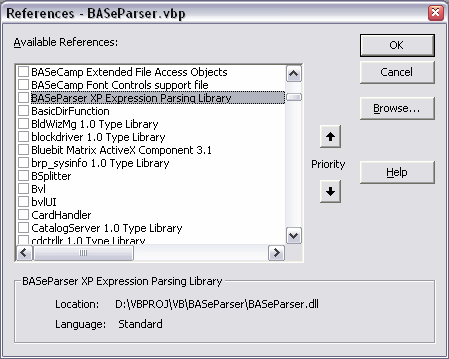 References - BASeParser.vbp
Available References:
OK
BASeCamp Extended File Access Objects
BASeCamp Font Controls support file
BASeParser XP Expression Parsing Library
BasicDirFunction
BldWizMg 1.0 Type Library
blockdriver 1.0 Type Library
Bluebit Matrix ActiveX Component 3.1
brp_sysinfo 1.0 Type Library
BSplitter
Bvl
bvlUI
CardHandler
CatalogServer 1.0 Type Library
cdctrllr 1.0 Type Library
Cancel
Browse...
Priority
Help
BASeParser XP Expression Parsing Library
Location: D:\VBPROJ\VB\BASeParser\BASeParser.dll
Language: Standard